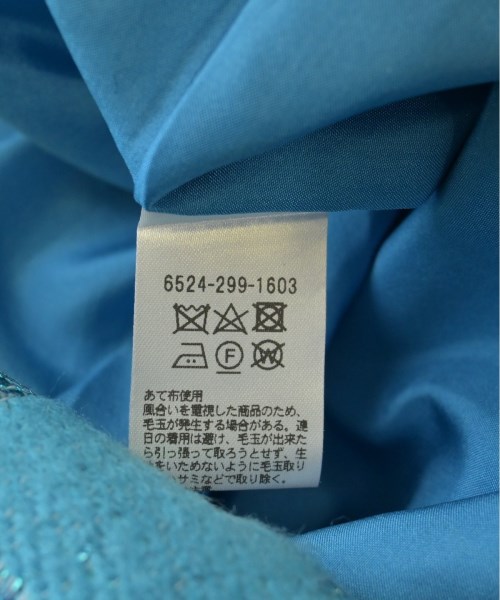 6524-299-1603
F W
あて布使用
風合いを重視した商品のため、
毛玉が発生する場合がある。連
日の着用は避け、毛玉が出来た
ら引っ張って取ろうとせず、生
をいためないように毛玉取り
ハサミなどで取り除く。